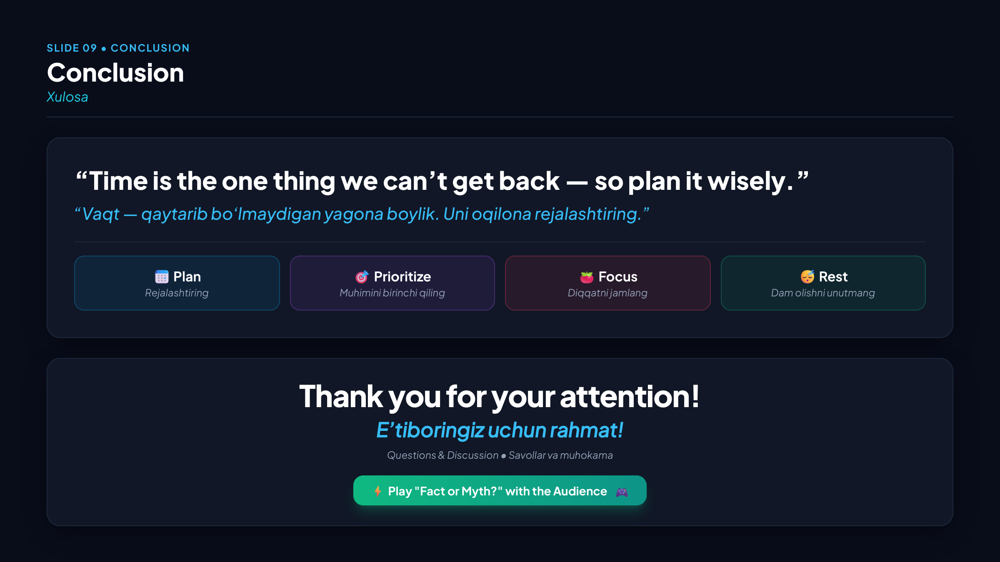 SLIDE 09 • CONCLUSION
Conclusion
Xulosa
“Time is the one thing we can’t get back — so plan it wisely.”
“Vaqt — qaytarib bo‘lmaydigan yagona boylik. Uni oqilona rejalashtiring.”
Plan
Rejalashtiring
Prioritize
Muhimini birinchi qiling
Focus
Diqqatni jamlang
Rest
Dam olishni unutmang
Thank you for your attention!
E’tiboringiz uchun rahmat!
Questions & Discussion • Savollar va muhokama
Play "Fact or Myth?" with the Audience